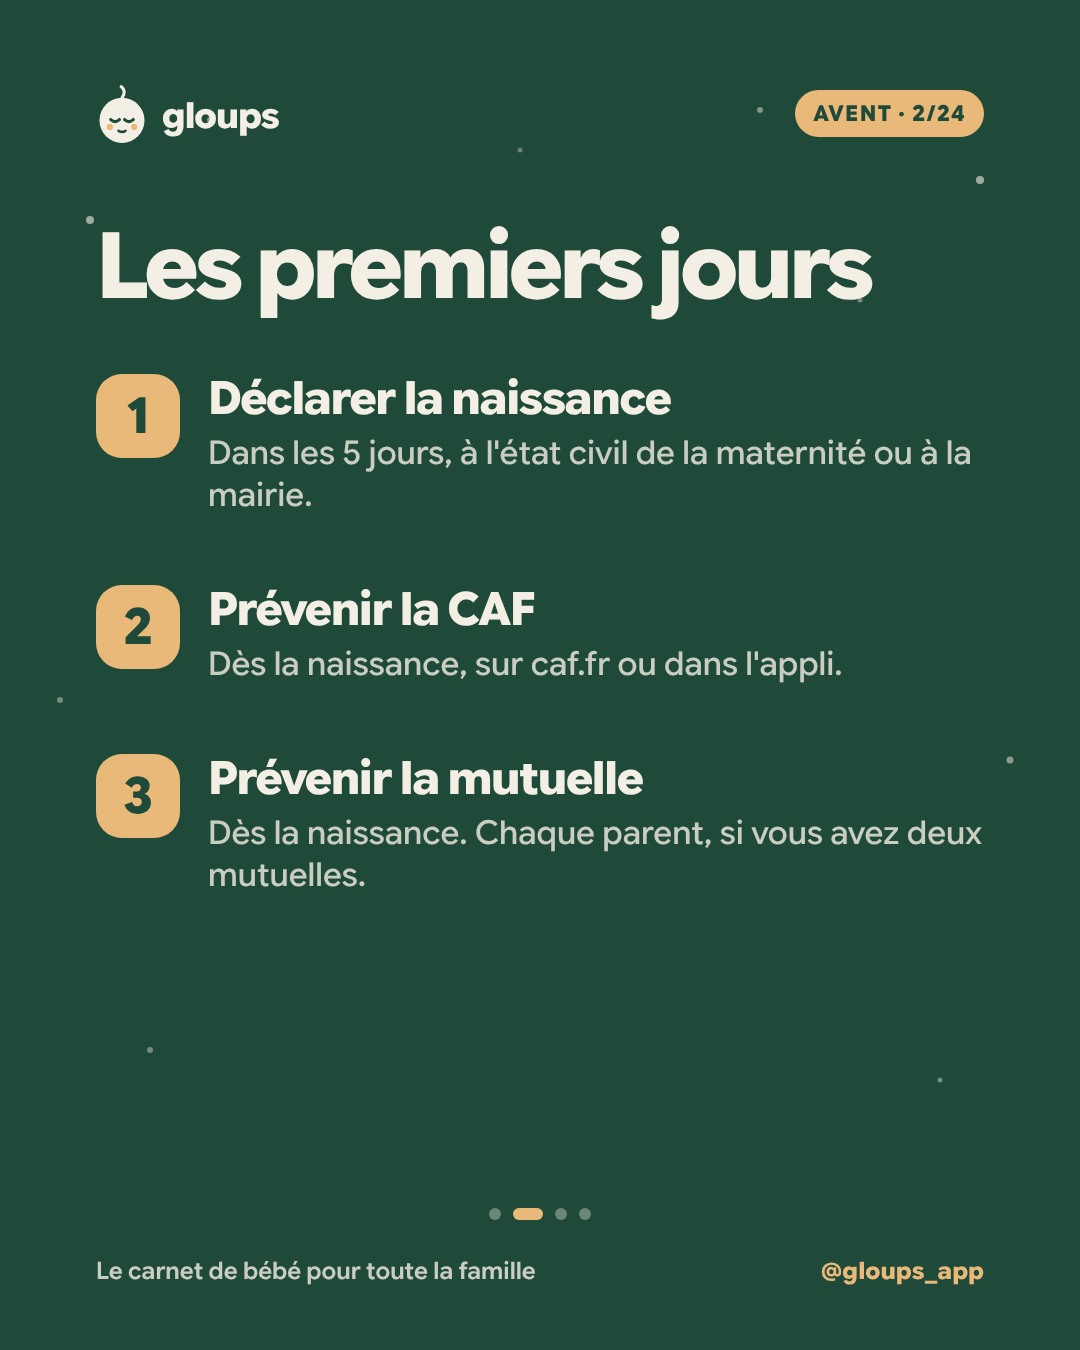 gloups
AVENT · 2/24
Les premiers jours
1
Déclarer la naissance
Dans les 5 jours, à l'état civil de la maternité ou à la
mairie.
2
Prévenir la CAF
Dès la naissance, sur caf.fr ou dans l'appli.
3
Prévenir la mutuelle
Dès la naissance. Chaque parent, si vous avez deux
mutuelles.
Le carnet de bébé pour toute la famille
@gloups_app